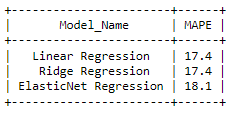 +-----------------------+------+
|       Model_Name      | MAPE |
+-----------------------+------+
|   Linear Regression   | 17.4 |
|    Ridge Regression   | 17.4 |
| ElasticNet Regression | 18.1 |
+-----------------------+------+